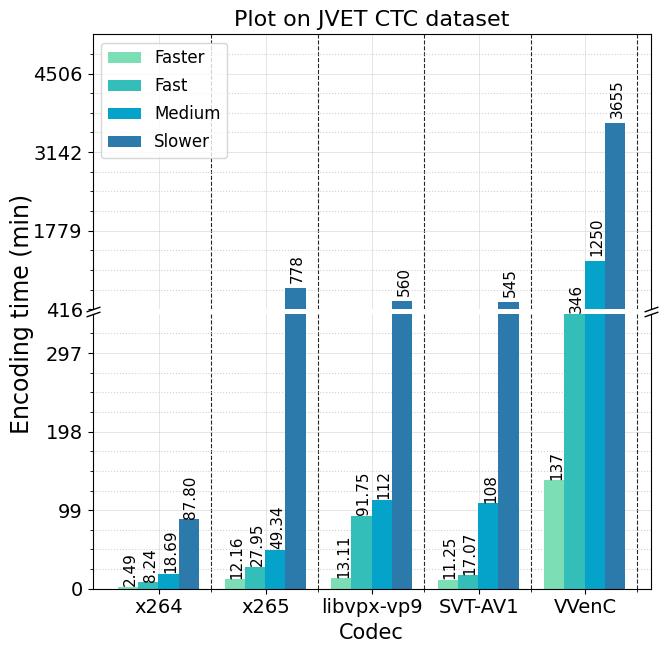 Plot on JVET CTC dataset
Faster
Fast
Medium
Slower
Encoding time (min)
4506
3142
1779
416
297
198
99
0
2.49
8.24
18.69
87.80
12.16
27.95
49.34
778
13.11
91.75
112
560
11.25
17.07
108
545
137
346
1250
3655
x264
x265
libvpx-vp9
SVT-AV1
VVenC
Codec